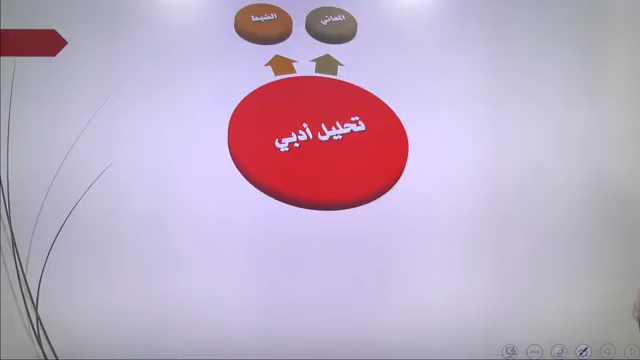 الضبط
المعاني
تحليل أدبي